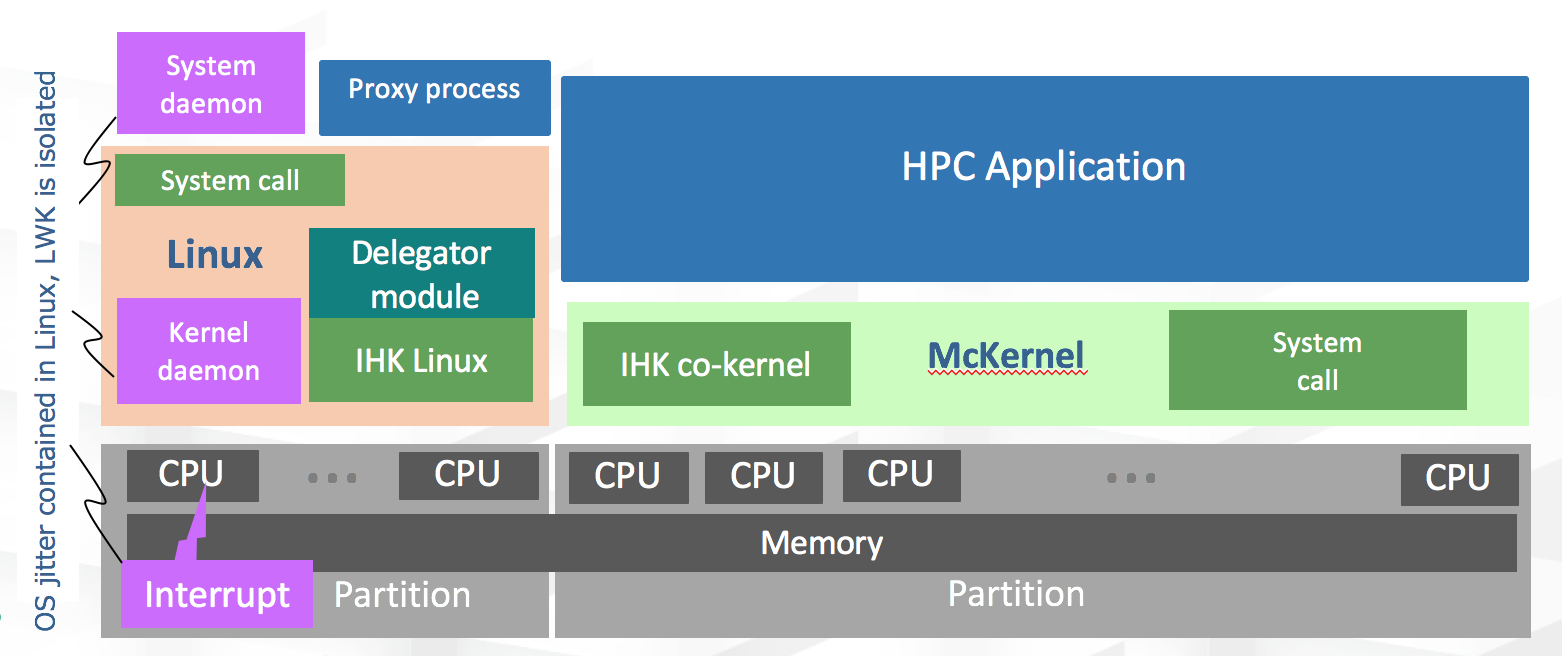 OS jitter contained in Linux, LWK is isolated
System
daemon
Proxy process
HPC Application
System call
Linux
Delegator
module
Kernel
daemon
IHK Linux
IHK co-kernel
McKernel
System
call
CPU
...
CPU
CPU
CPU
CPU
...
CPU
Memory
Interrupt
Partition
Partition